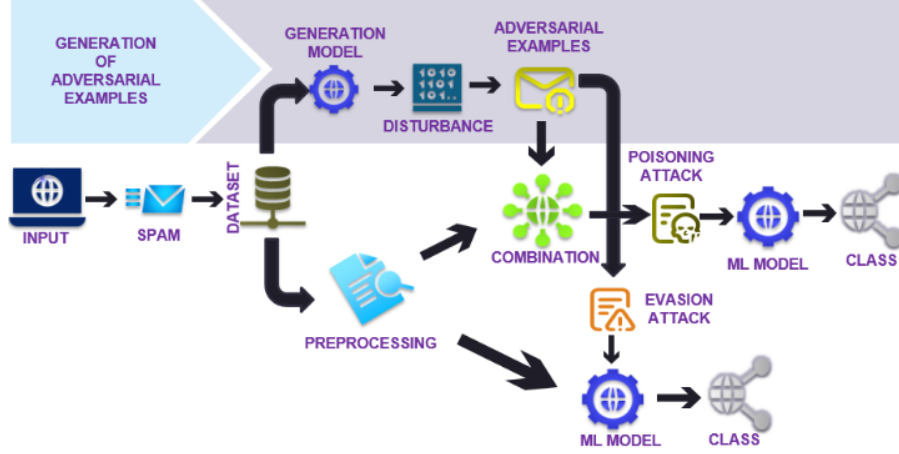 GENERATION
OF
ADVERSARIAL
EXAMPLES
GENERATION
MODEL
ADVERSARIAL
EXAMPLES
1010
1101
101..
DISTURBANCE
DATASET
INPUT
SPAM
POISONING
ATTACK
COMBINATION
ML MODEL
CLASS
PREPROCESSING
EVASION
ATTACK
ML MODEL
CLASS